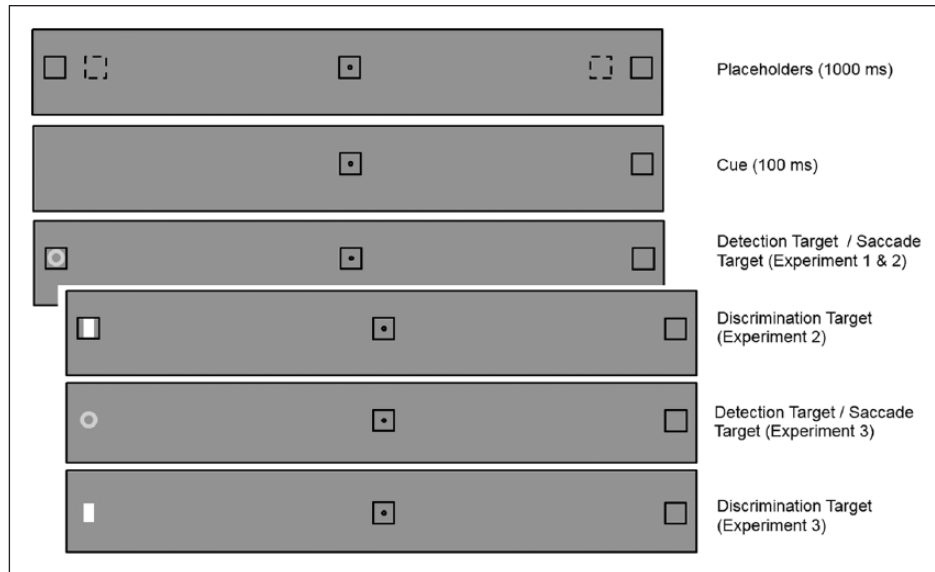 Placeholders (1000 ms)
Cue (100 ms)
Detection Target / Saccade
Target (Experiment 1 & 2)
Discrimination Target
(Experiment 2)
Detection Target / Saccade
Target (Experiment 3)
Discrimination Target
(Experiment 3)